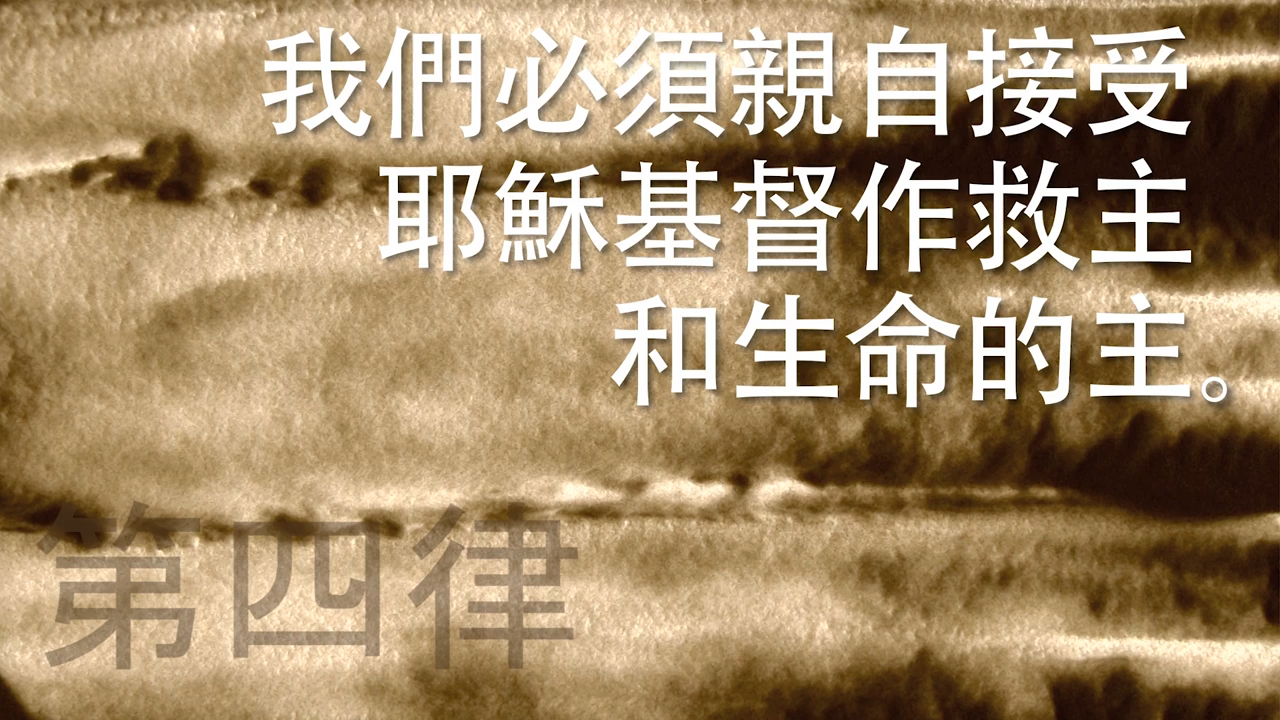 我們必須親自接受
耶穌基督作救主
和生命的主。
第四律